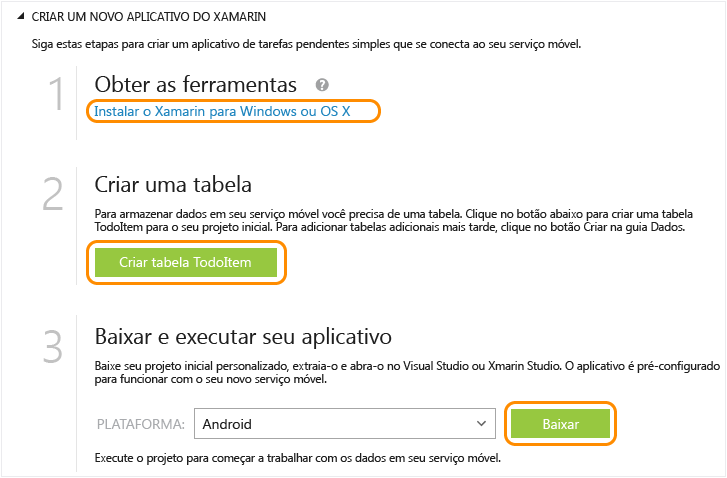 CRIAR UM NOVO APLICATIVO DO XAMARIN
Siga estas etapas para criar um aplicativo de tarefas pendentes simples que se conecta ao seu serviço móvel.
1
Obter as ferramentas ?
Instalar o Xamarin para Windows ou OS X
2
Criar uma tabela
Para armazenar dados em seu serviço móvel você precisa de uma tabela. Clique no botão abaixo para criar uma tabela
TodoItem para o seu projeto inicial. Para adicionar tabelas adicionais mais tarde, clique no botão Criar na guia Dados.
Criar tabela TodoItem
3
Baixar e executar seu aplicativo
Baixe seu projeto inicial personalizado, extraia-o e abra-o no Visual Studio ou Xmarin Studio. O aplicativo é pré-configurado
para funcionar com o seu novo serviço móvel.
PLATAFORMA: Android Baixar
Execute o projeto para começar a trabalhar com os dados em seu serviço móvel.